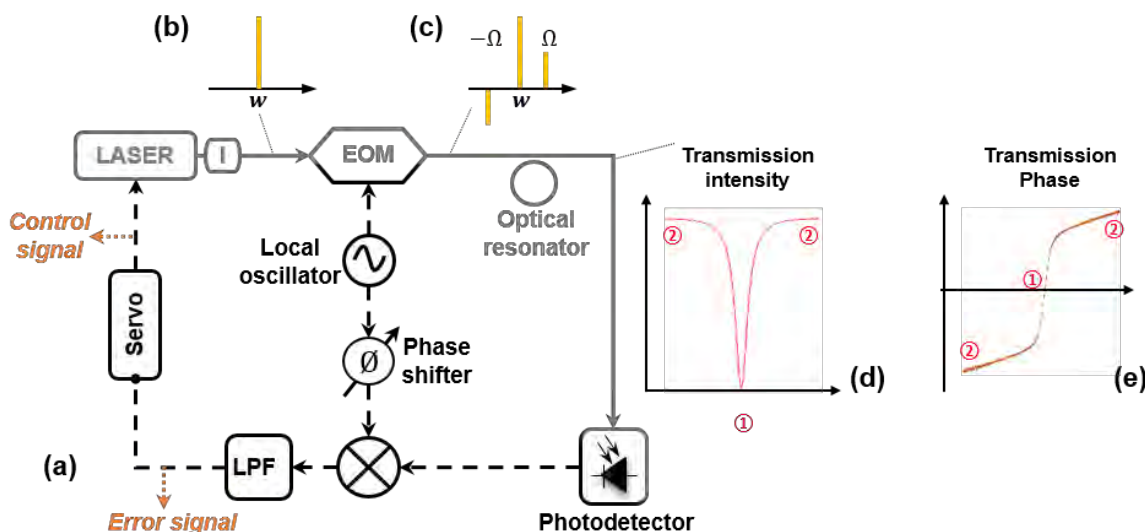 (b)
(c)
−Ω
Ω
w
w
LASER
I
EOM
Transmission
intensity
Transmission
Phase
Optical
resonator
Control
signal
Local
oscillator
②
②
②
①
②
Servo
Ø
Phase
shifter
(d)
(e)
①
(a)
LPF
Error signal
Photodetector